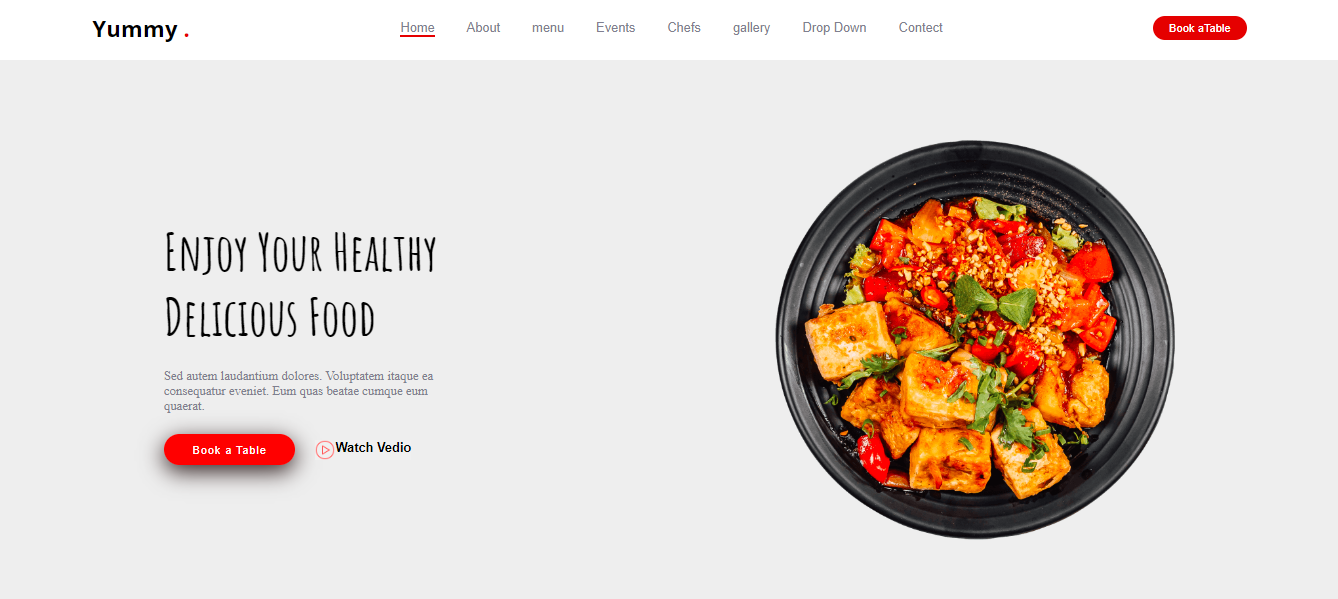 Yummy .
Home About menu Events Chefs gallery Drop Down Contect
Book aTable
Enjoy Your Healthy
Delicious Food
Sed autem laudantium dolores. Voluptatem itaque ea
consequatur eveniet. Eum quas beatae cumque eum
quaerat.
Book a Table
Watch Vedio